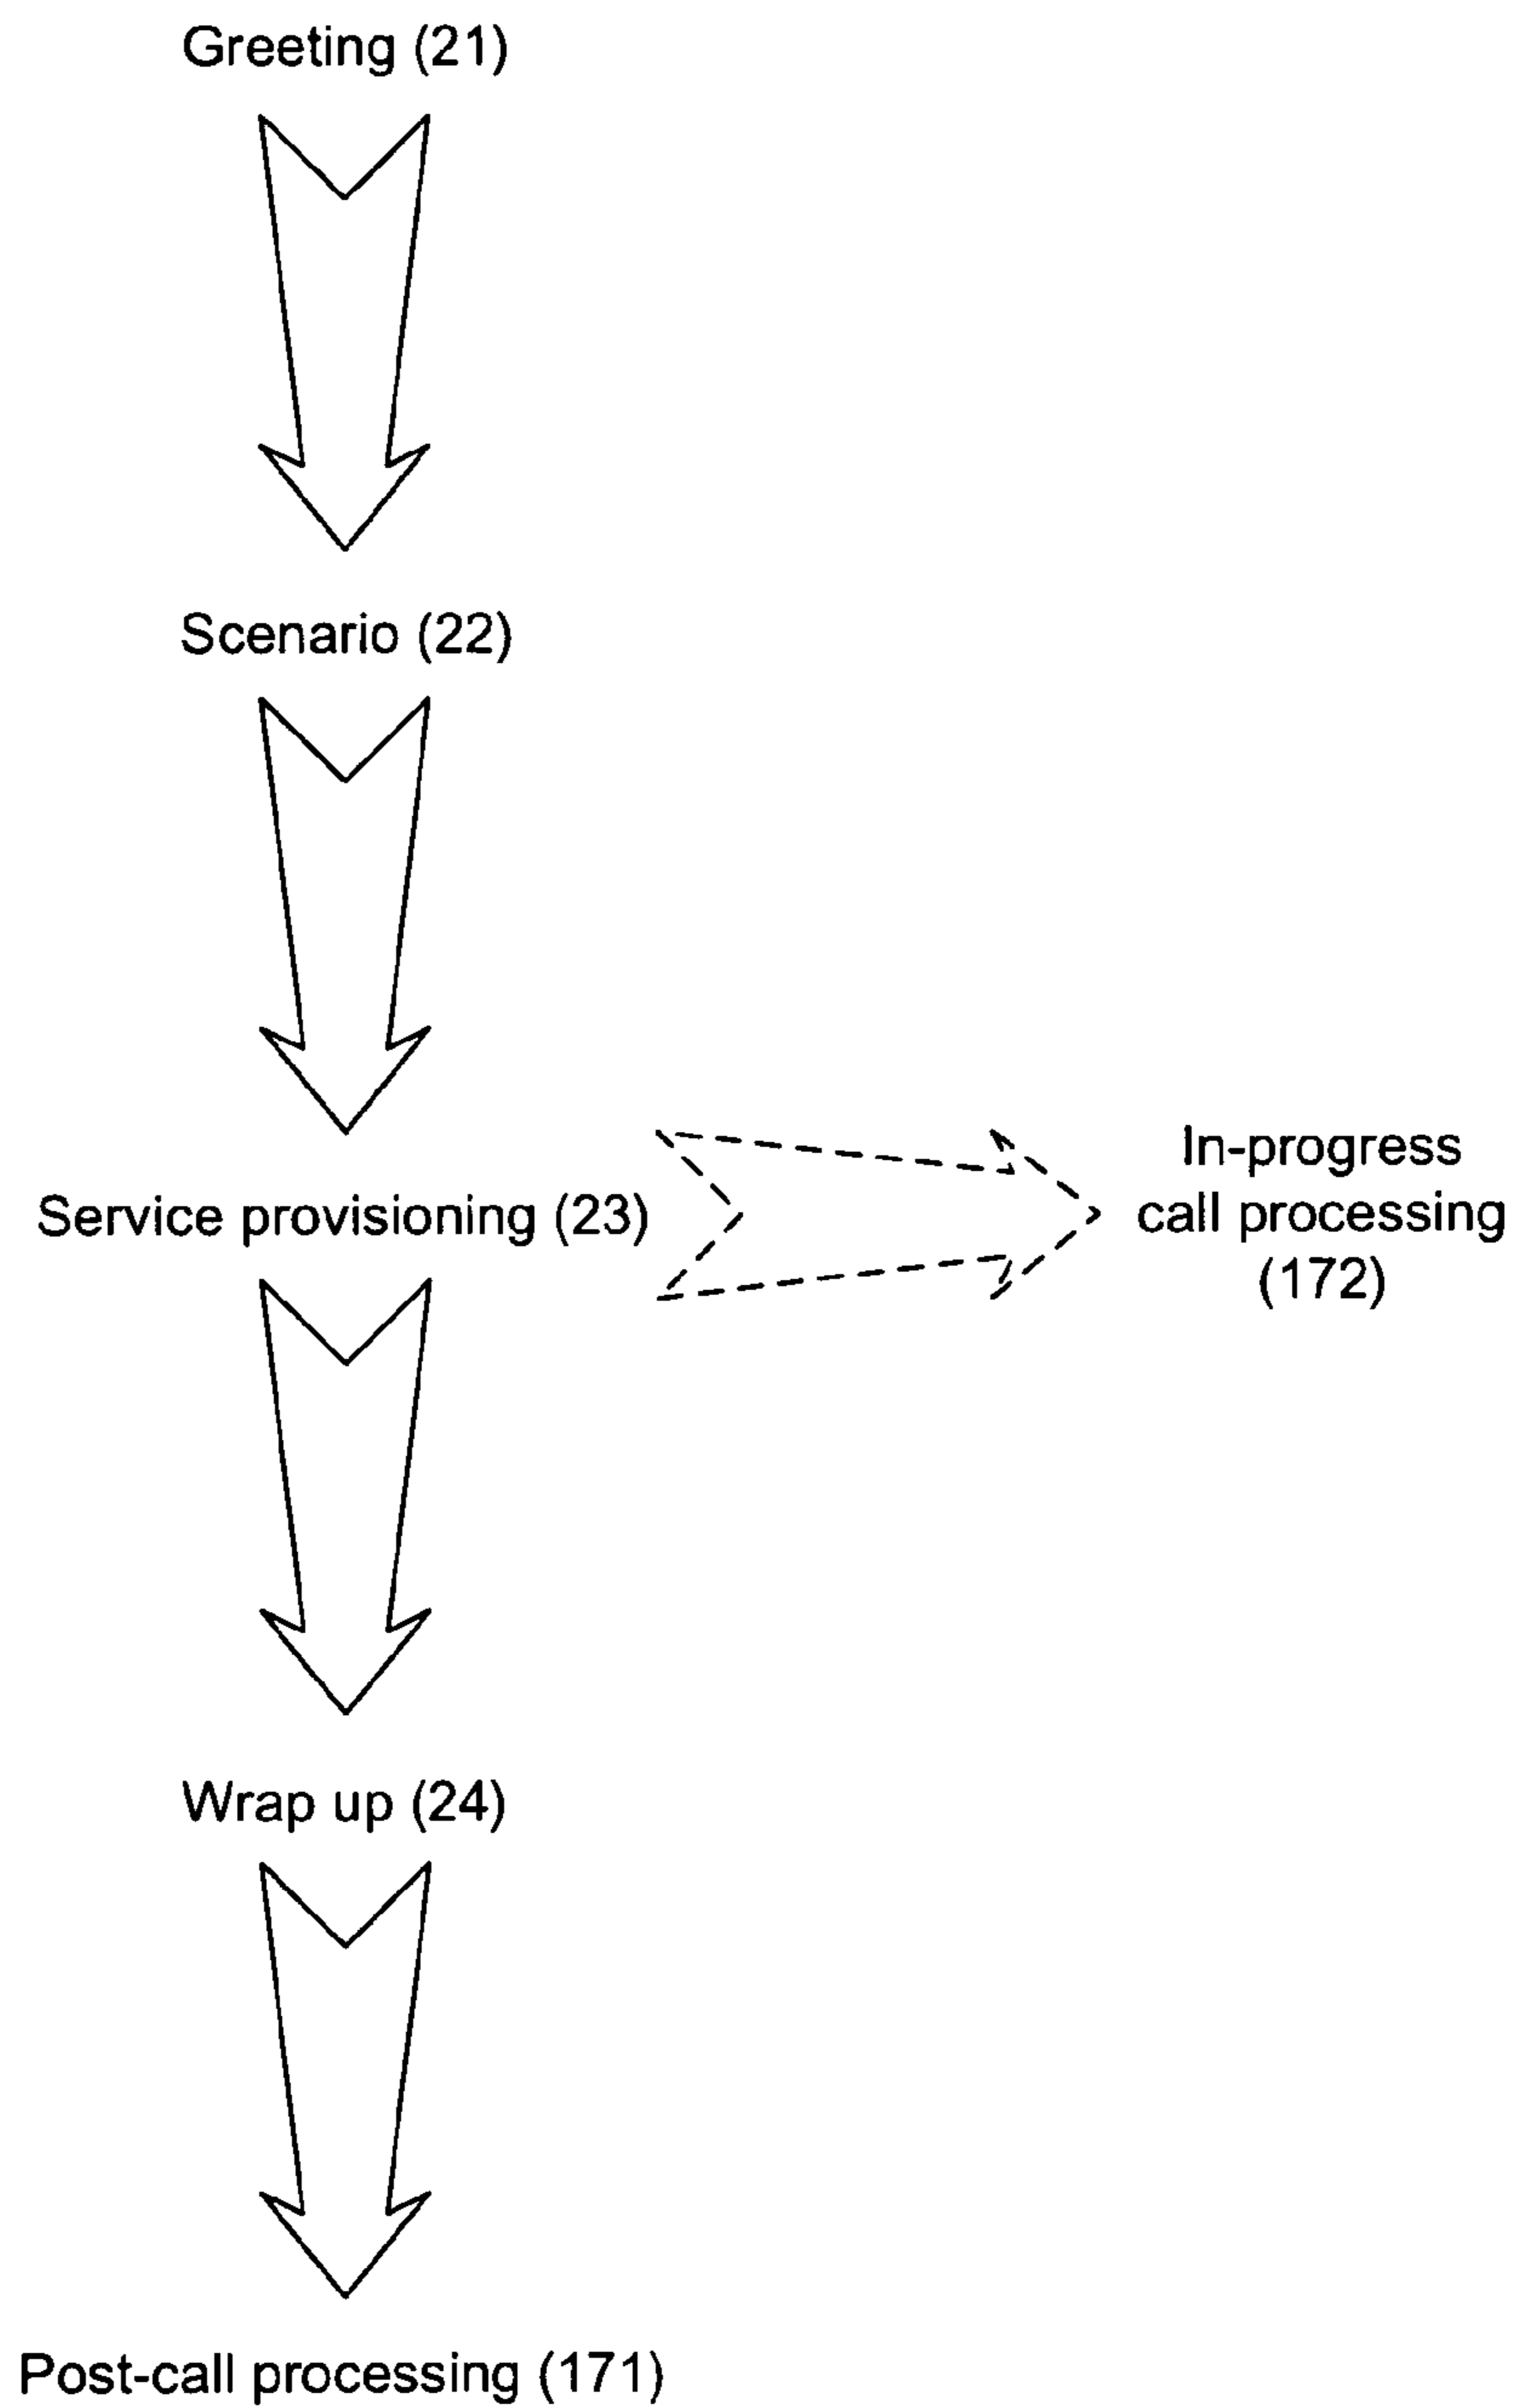 Greeting (21)
Scenario (22)
Service provisioning (23)
In-progress
call processing
(172)
Wrap up (24)
Post-call processing (171)